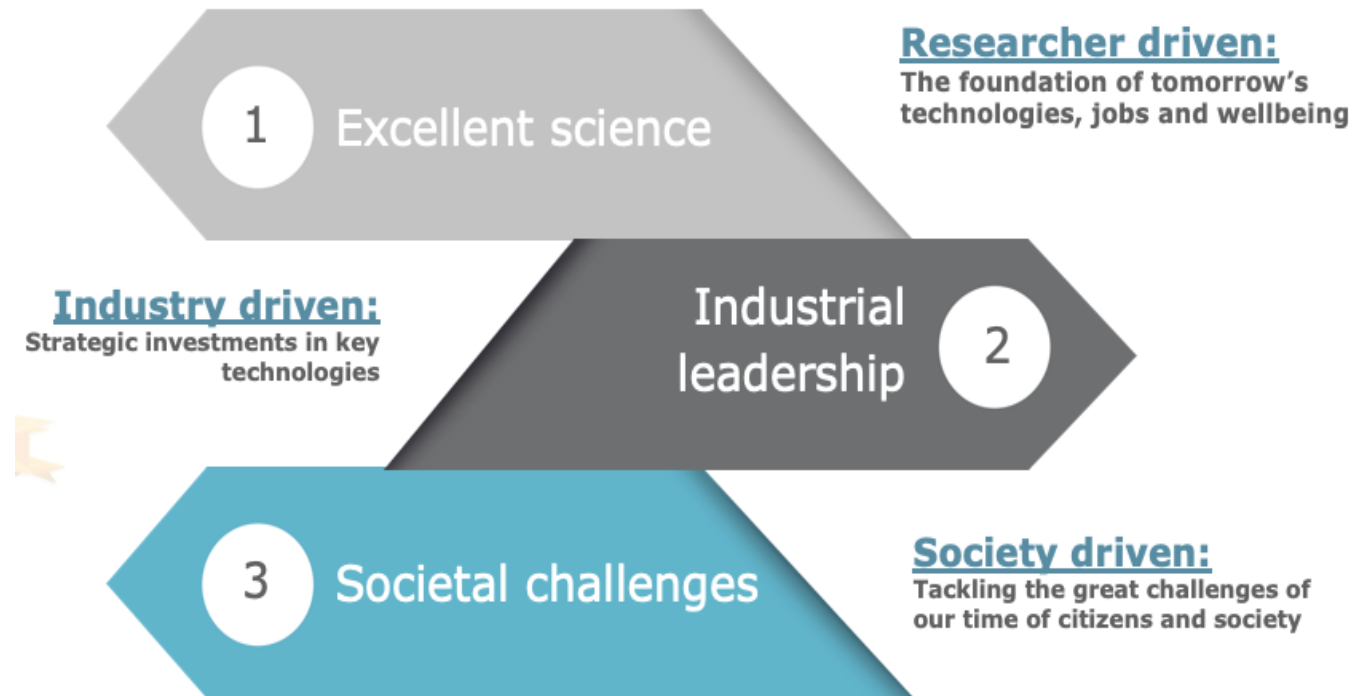 1
Excellent science
Researcher driven:
The foundation of tomorrow’s
technologies, jobs and wellbeing
Industry driven:
Strategic investments in key
technologies
Industrial
leadership
2
3
Societal challenges
Society driven:
Tackling the great challenges of
our time of citizens and society